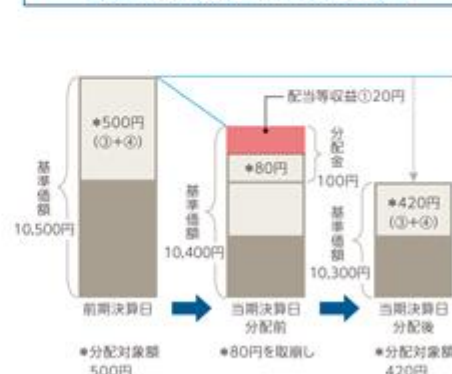 配当等収益①20円
*500円
(③+④)
分配金
*80円
100円
基準価額
10,500円
基準価額
10,400円
基準価額
10,300円
*420円
(③+④)
前期決算日
当期決算日
分配前
当期決算日
分配後
*分配対象額
500円
*80円を取崩し
*分配対象額
420円